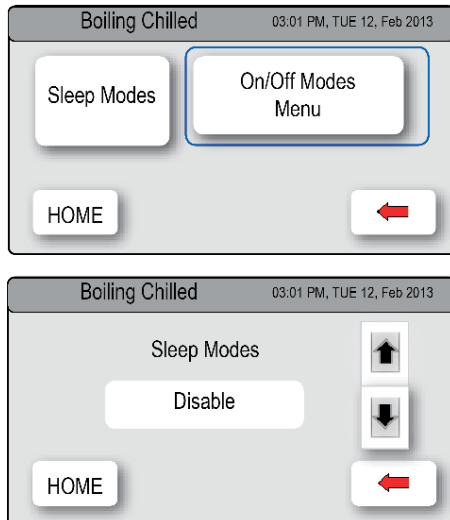 Boiling Chilled 03:01 PM, TUE 12, Feb 2013
Sleep Modes
On/Off Modes
Menu
HOME
Boiling Chilled 03:01 PM, TUE 12, Feb 2013
Sleep Modes
Disable
HOME